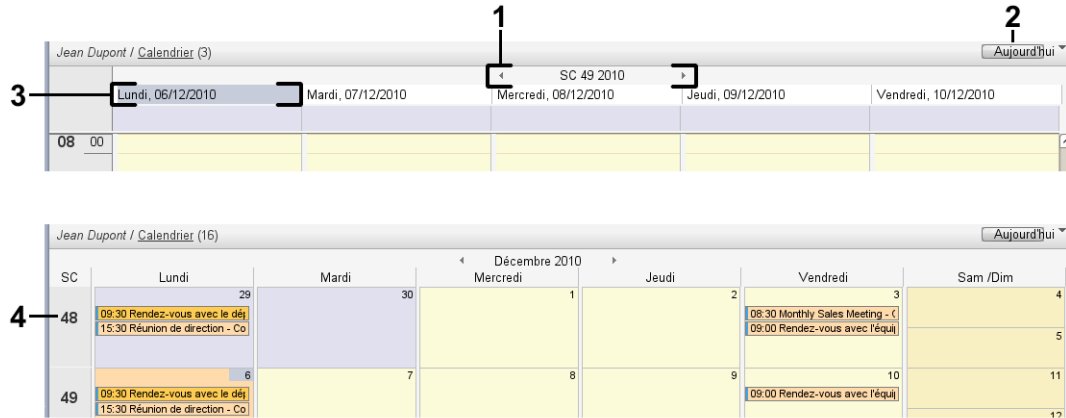 1
2
Jean Dupont / Calendrier (3)
Aujourd'hui
SC 49 2010
3
Lundi, 06/12/2010 Mardi, 07/12/2010 Mercredi, 08/12/2010 Jeudi, 09/12/2010 Vendredi, 10/12/2010
08 00
Jean Dupont / Calendrier (16)
Aujourd'hui
Décembre 2010
SC Lundi Mardi Mercredi Jeudi Vendredi Sam /Dim
29 30 1 2 3 4
4
48
09:30 Rendez-vous avec le
08:30 Monthly Sales Meeting -
15:30 Réunion de direction - Co
09:00 Rendez-vous avec l'équi
5
6 7 8 9 10 11
49
09:30 Rendez-vous avec le
09:00 Rendez-vous avec l'équi
15:30 Réunion de direction - Co
12